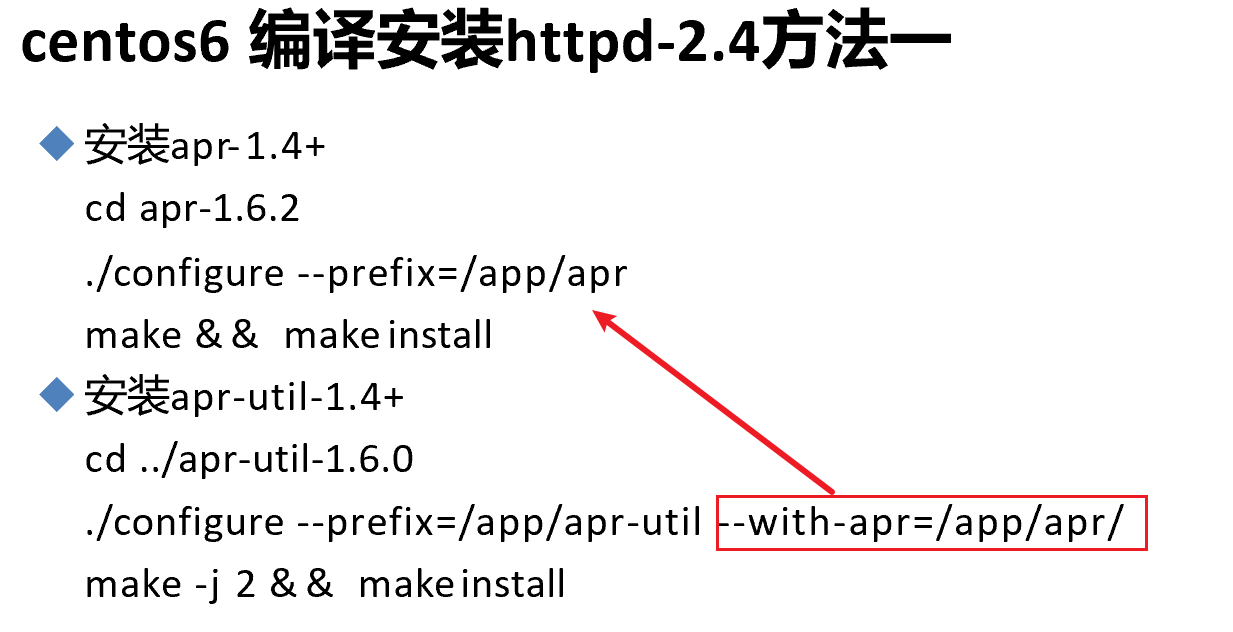 centos6 编译安装httpd-2.4方法一
安装apr-1.4+
cd apr-1.6.2
./configure --prefix=/app/apr
make && make install
安装apr-util-1.4+
cd ../apr-util-1.6.0
./configure --prefix=/app/apr-util --with-apr=/app/apr/
make -j 2 && make install